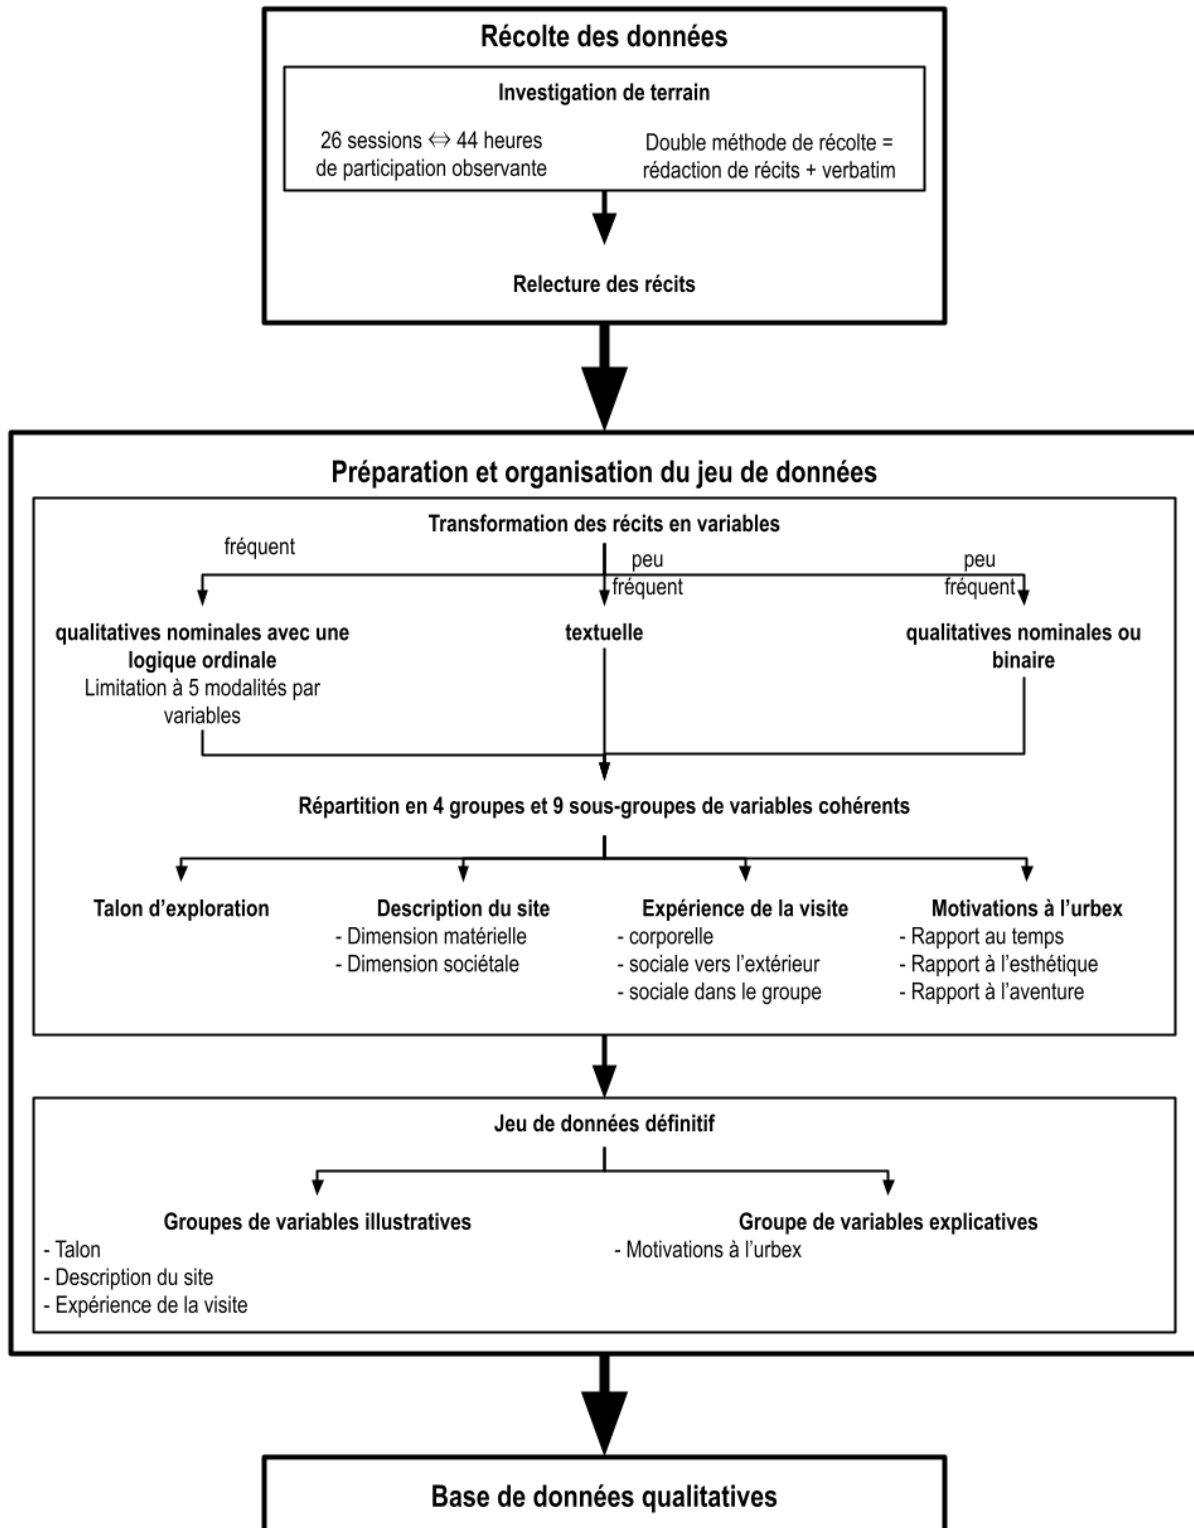 Récolte des données
Investigation de terrain
26 sessions ⇔ 44 heures
de participation observante
Double méthode de récolte =
rédaction de récits + verbatim
Relecture des récits
Préparation et organisation du jeu de données
Transformation des récits en variables
fréquent
peu
fréquent
peu
fréquent
qualitatives nominales avec une
logique ordinale
Limitation à 5 modalités par
variables
textuelle
qualitatives nominales ou
binaire
Répartition en 4 groupes et 9 sous-groupes de variables cohérents
Talon d'exploration
Description du site
- Dimension matérielle
- Dimension sociétale
Expérience de la visite
- corporelle
- sociale vers l'extérieur
- sociale dans le groupe
Motivations à l'urbex
- Rapport au temps
- Rapport à l'esthétique
- Rapport à l'aventure
Jeu de données définitif
Groupes de variables illustratives
- Talon
- Description du site
- Expérience de la visite
Groupe de variables explicatives
- Motivations à l'urbex
Base de données qualitatives